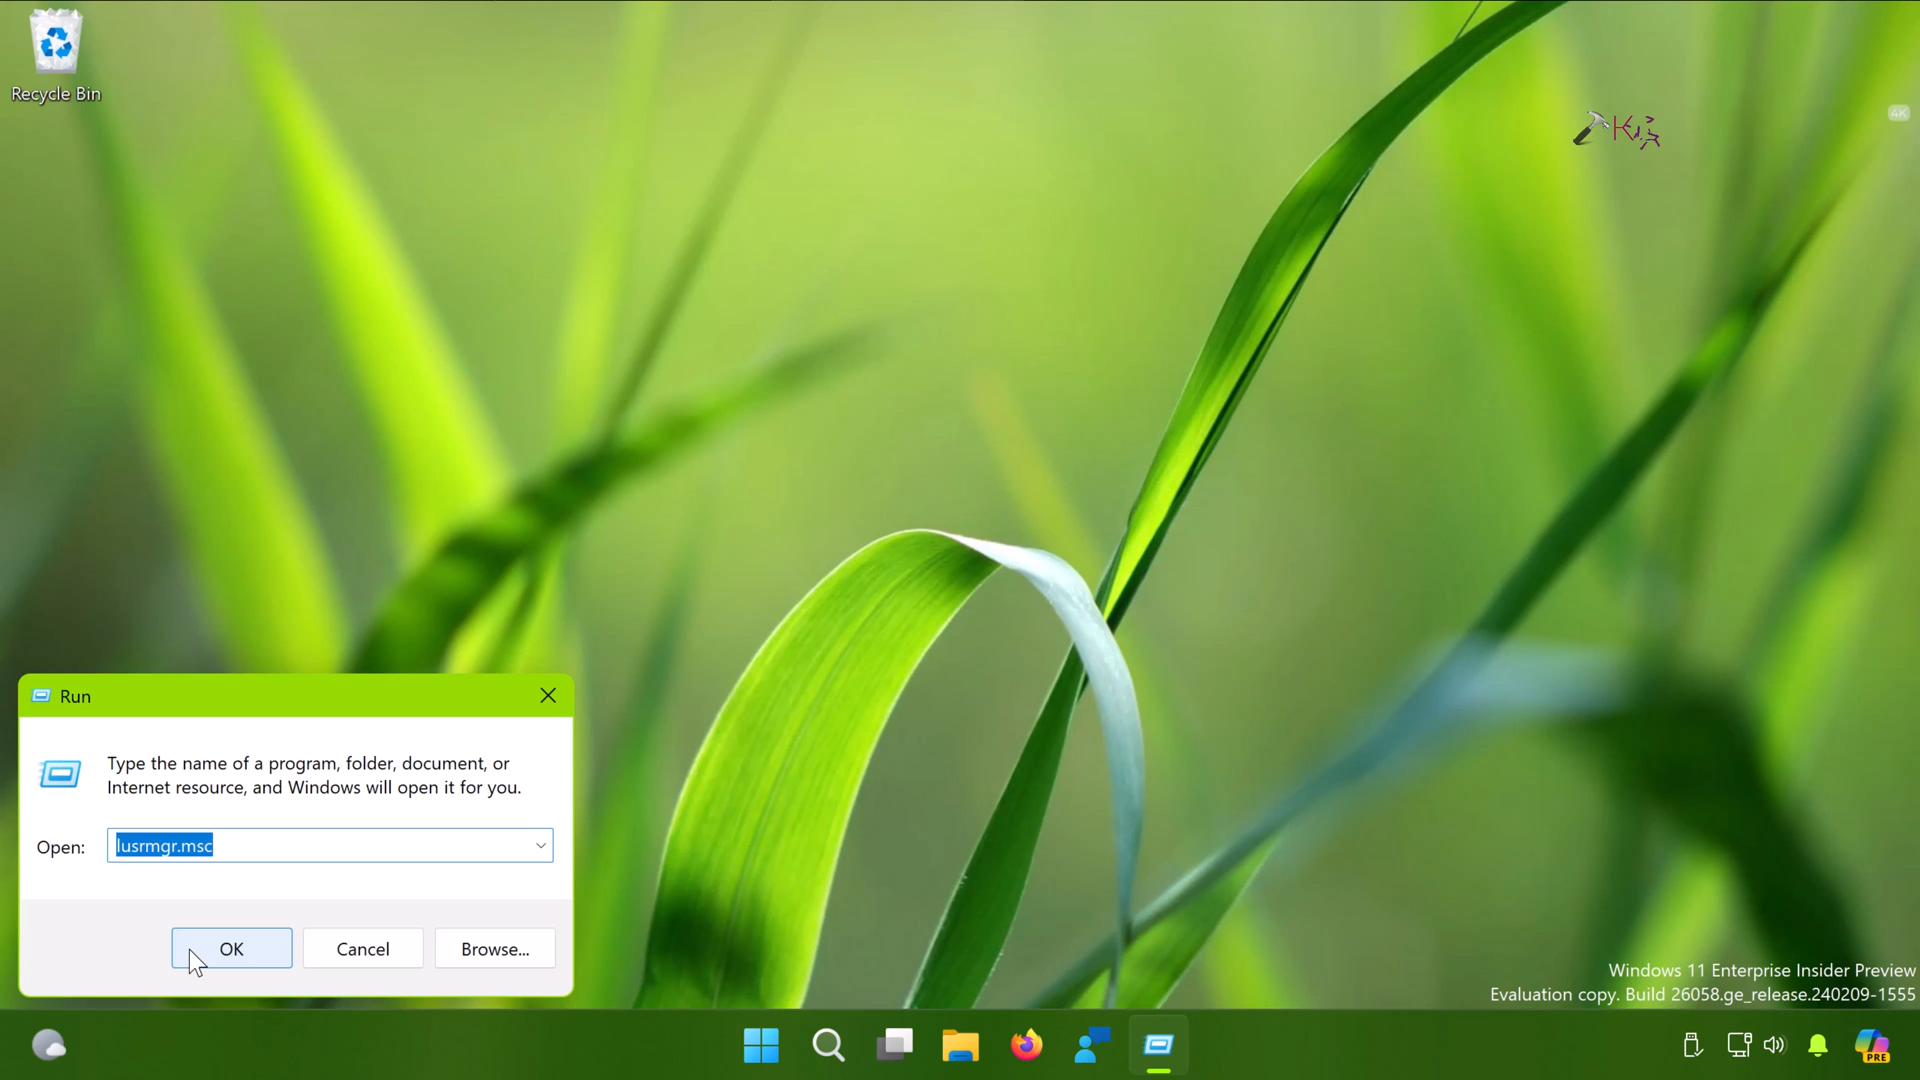 Recycle Bin
4K
Run
Type the name of a program, folder, document, or
Internet resource, and Windows will open it for you.
Open: lusrmgr.msc
OK Cancel Browse...
Windows 11 Enterprise Insider Preview
Evaluation copy. Build 26058.ge_release.240209-1555
PRE